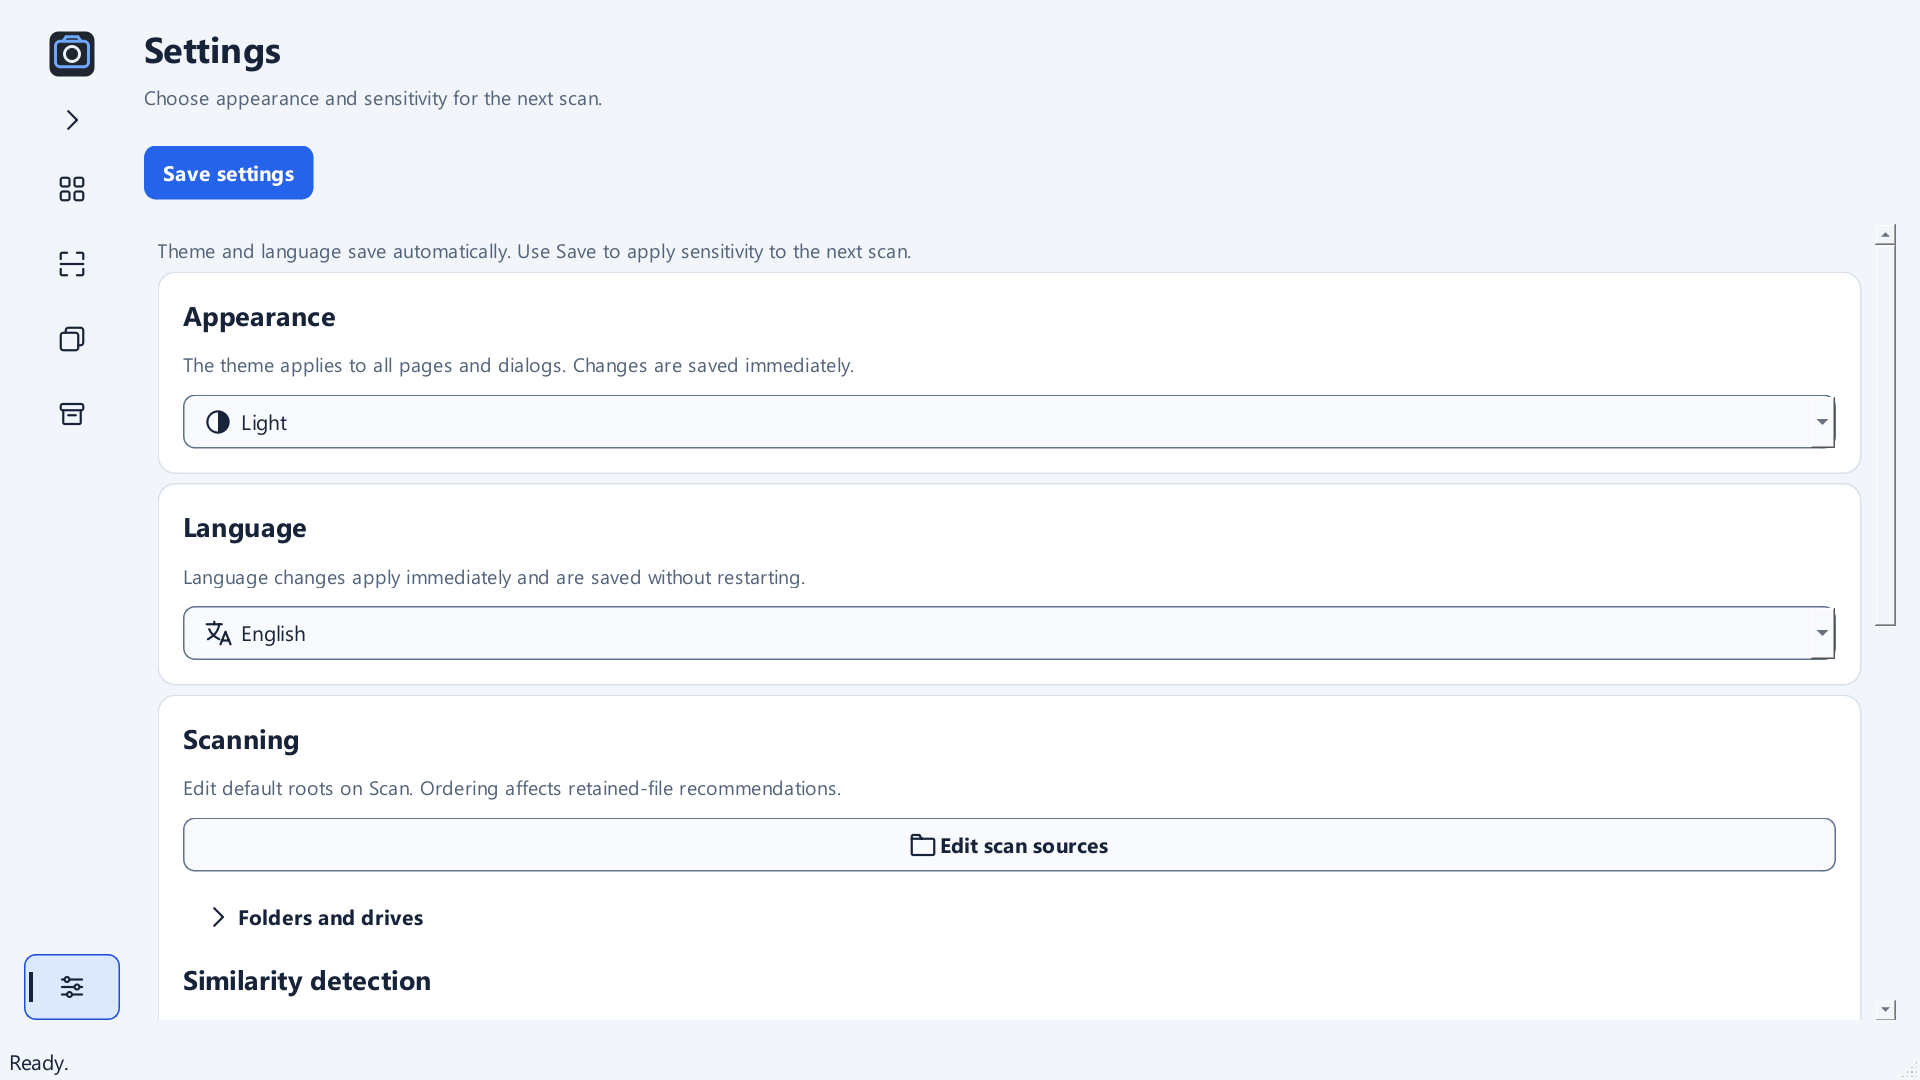 Settings
Choose appearance and sensitivity for the next scan.
Save settings
Theme and language save automatically. Use Save to apply sensitivity to the next scan.
Appearance
The theme applies to all pages and dialogs. Changes are saved immediately.
Light
Language
Language changes apply immediately and are saved without restarting.
English
Scanning
Edit default roots on Scan. Ordering affects retained-file recommendations.
Edit scan sources
Folders and drives
Similarity detection
Ready.